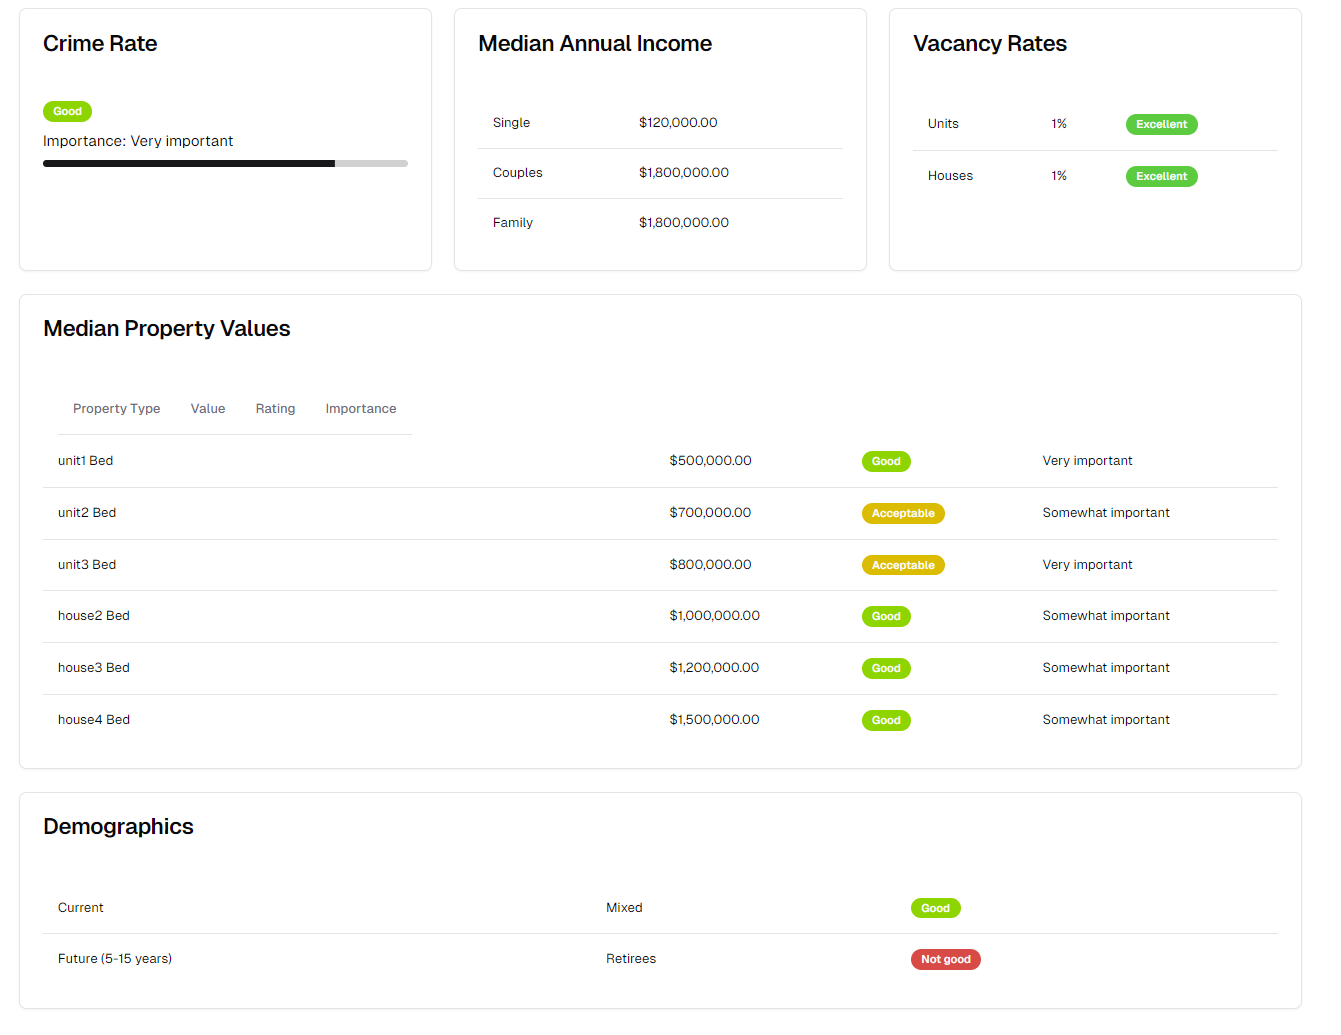 Crime Rate
Good
Importance: Very important
Median Annual Income
Single $120,000.00
Couples $1,800,000.00
Family $1,800,000.00
Vacancy Rates
Units 1% Excellent
Houses 1% Excellent
Median Property Values
Property Type Value Rating Importance
unit1 Bed $500,000.00 Good Very important
unit2 Bed $700,000.00 Acceptable Somewhat important
unit3 Bed $800,000.00 Acceptable Very important
house2 Bed $1,000,000.00 Good Somewhat important
house3 Bed $1,200,000.00 Good Somewhat important
house4 Bed $1,500,000.00 Good Somewhat important
Demographics
Current Mixed Good
Future (5-15 years) Retirees Not good